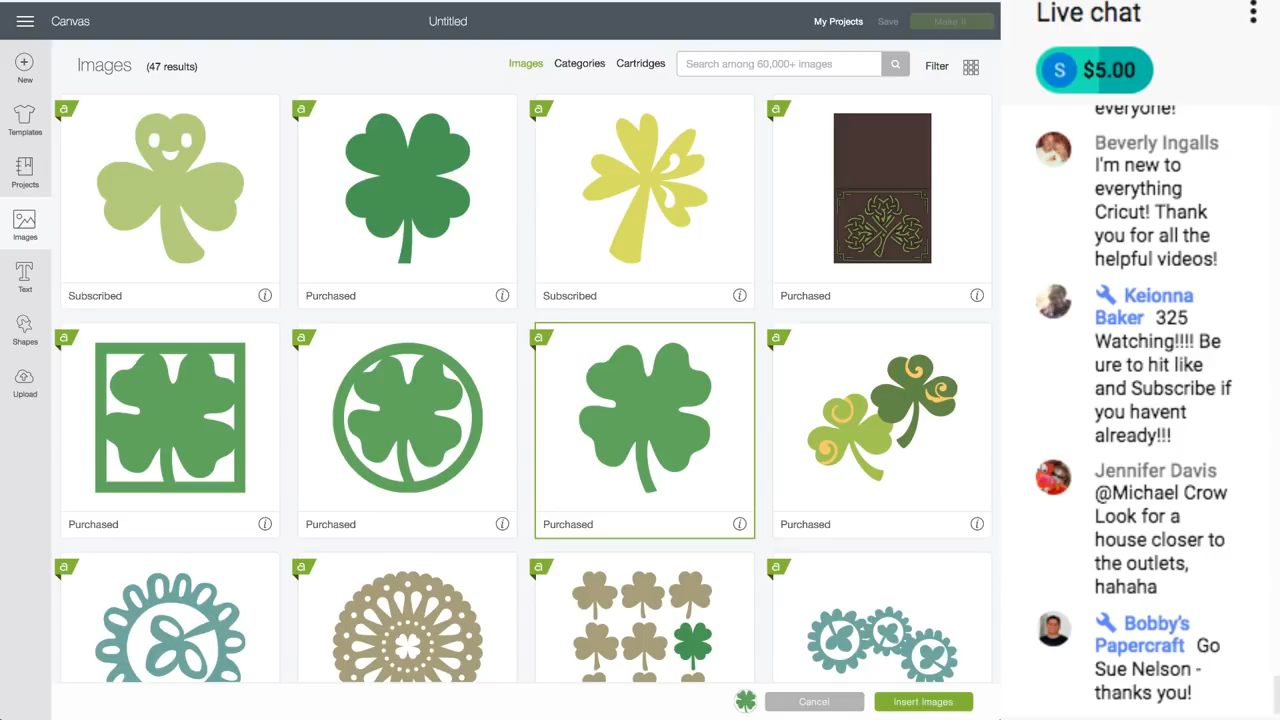 Canvas
Untitled
My Projects
Save
Make It
New
Templates
Projects
Images
Text
Shapes
Upload
Images (47 results)
Images
Categories
Cartridges
Search among 60,000+ images
Filter
a
a
a
a
Subscribed
Purchased
Subscribed
Purchased
a
a
a
a
Purchased
Purchased
Purchased
Purchased
a
a
a
a
Cancel
Insert Images
Live chat
S $5.00
everyone!
Beverly Ingalls
I'm new to
everything
Cricut! Thank
you for all the
helpful videos!
Keionna
Baker 325
Watching!!!! Be
ure to hit like
and Subscribe if
you havent
already!!!
Jennifer Davis
@Michael Crow
Look for a
house closer to
the outlets,
hahaha
Bobby's
Papercraft Go
Sue Nelson -
thanks you!